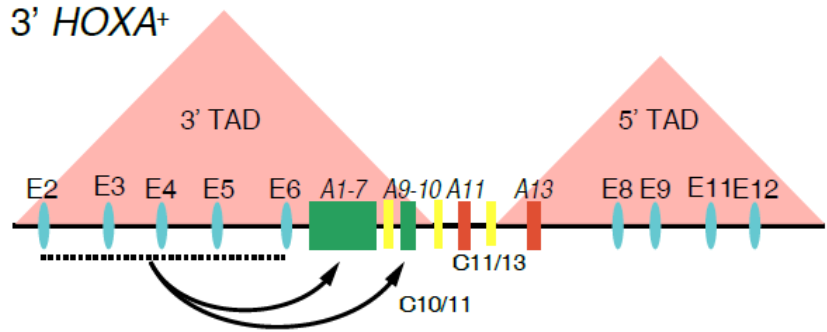 3' HOXA+
3' TAD
5' TAD
E2 E3 E4 E5 E6 A1-7 A9-10 A11 A13 E8 E9 E11 E12
C11/13
C10/11